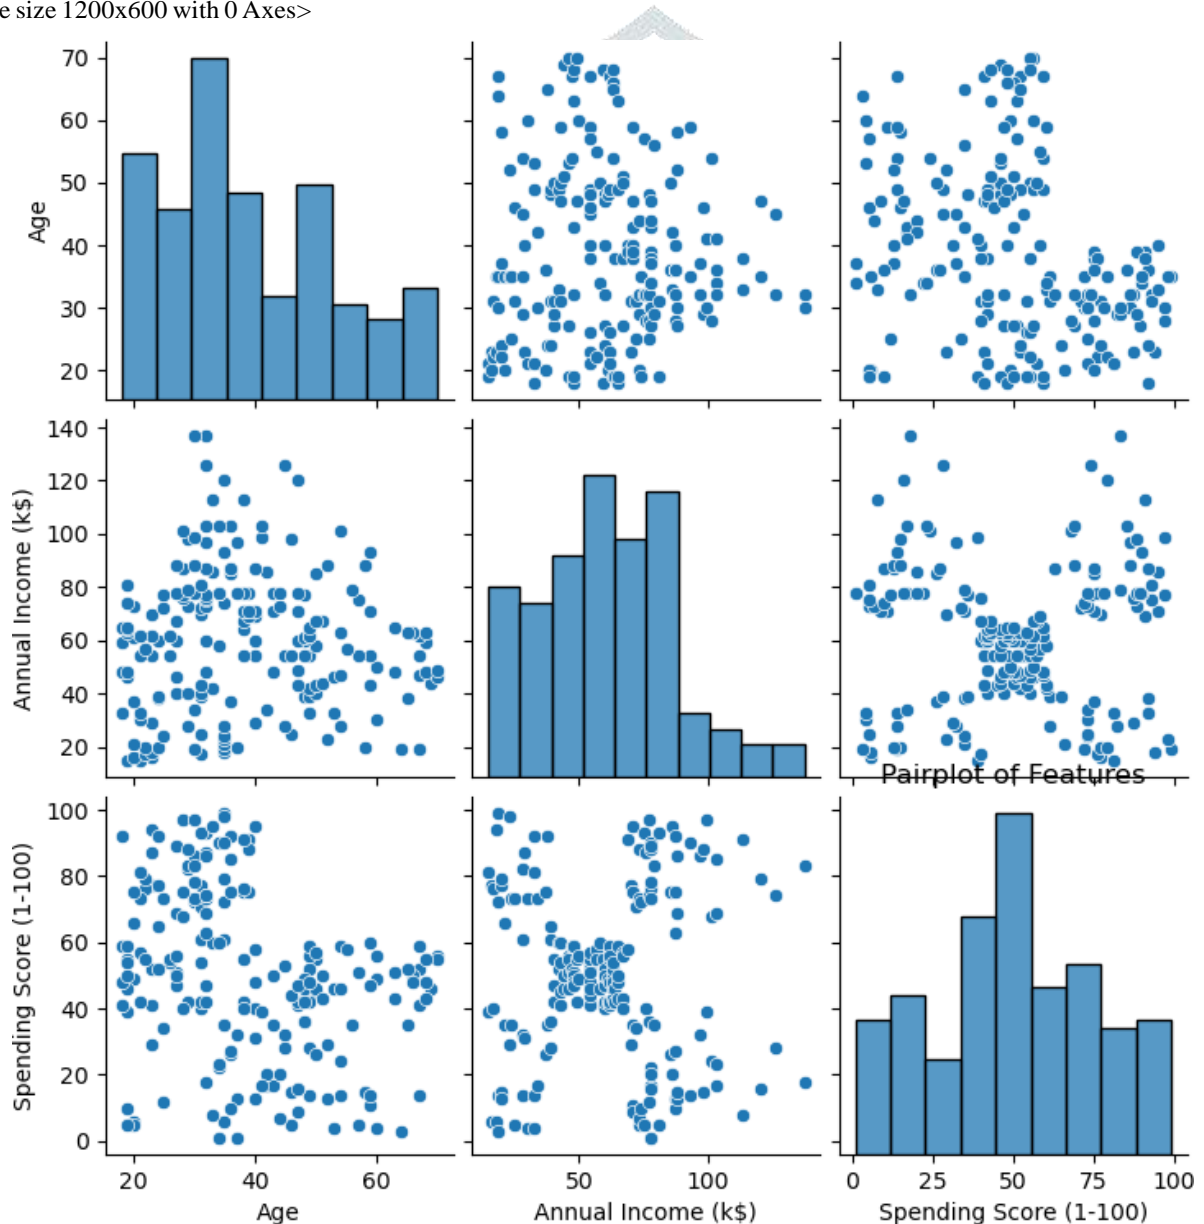 e size 1200x600 with 0 Axes>
70
60
50
40
30
20
Age
140
120
100
80
60
40
20
Annual Income (k$)
Pairplot of Features
100
80
60
40
20
0
Spending Score (1-100)
20 40 60
50 100
0 25 50 75 100
Age
Annual Income (k$)
Spending Score (1-100)